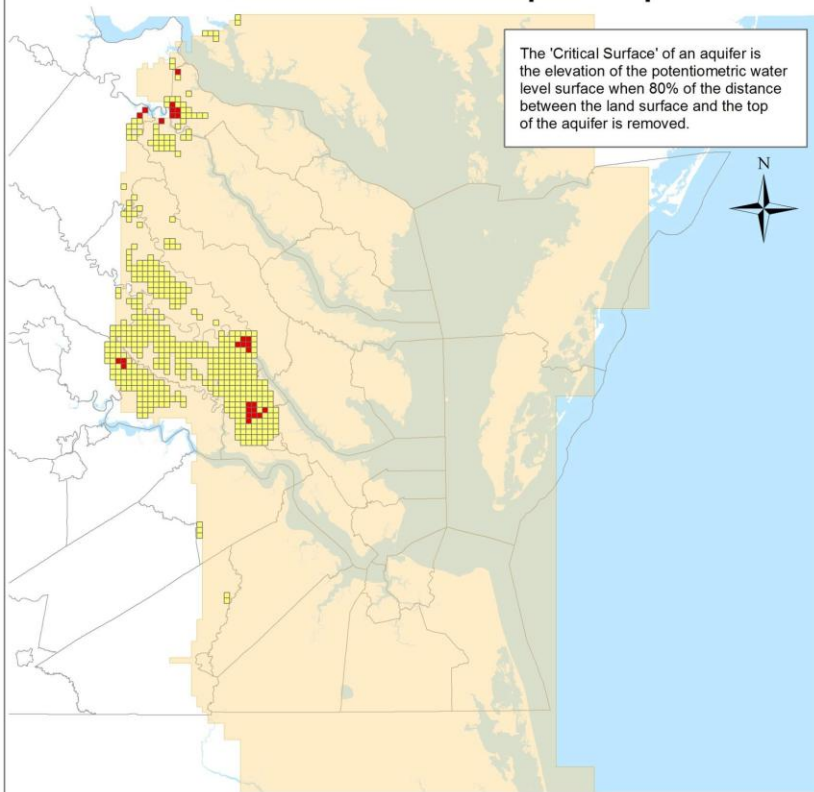 The 'Critical Surface' of an aquifer is
the elevation of the potentiometric water
level surface when 80% of the distance
between the land surface and the top
of the aquifer is removed.
N